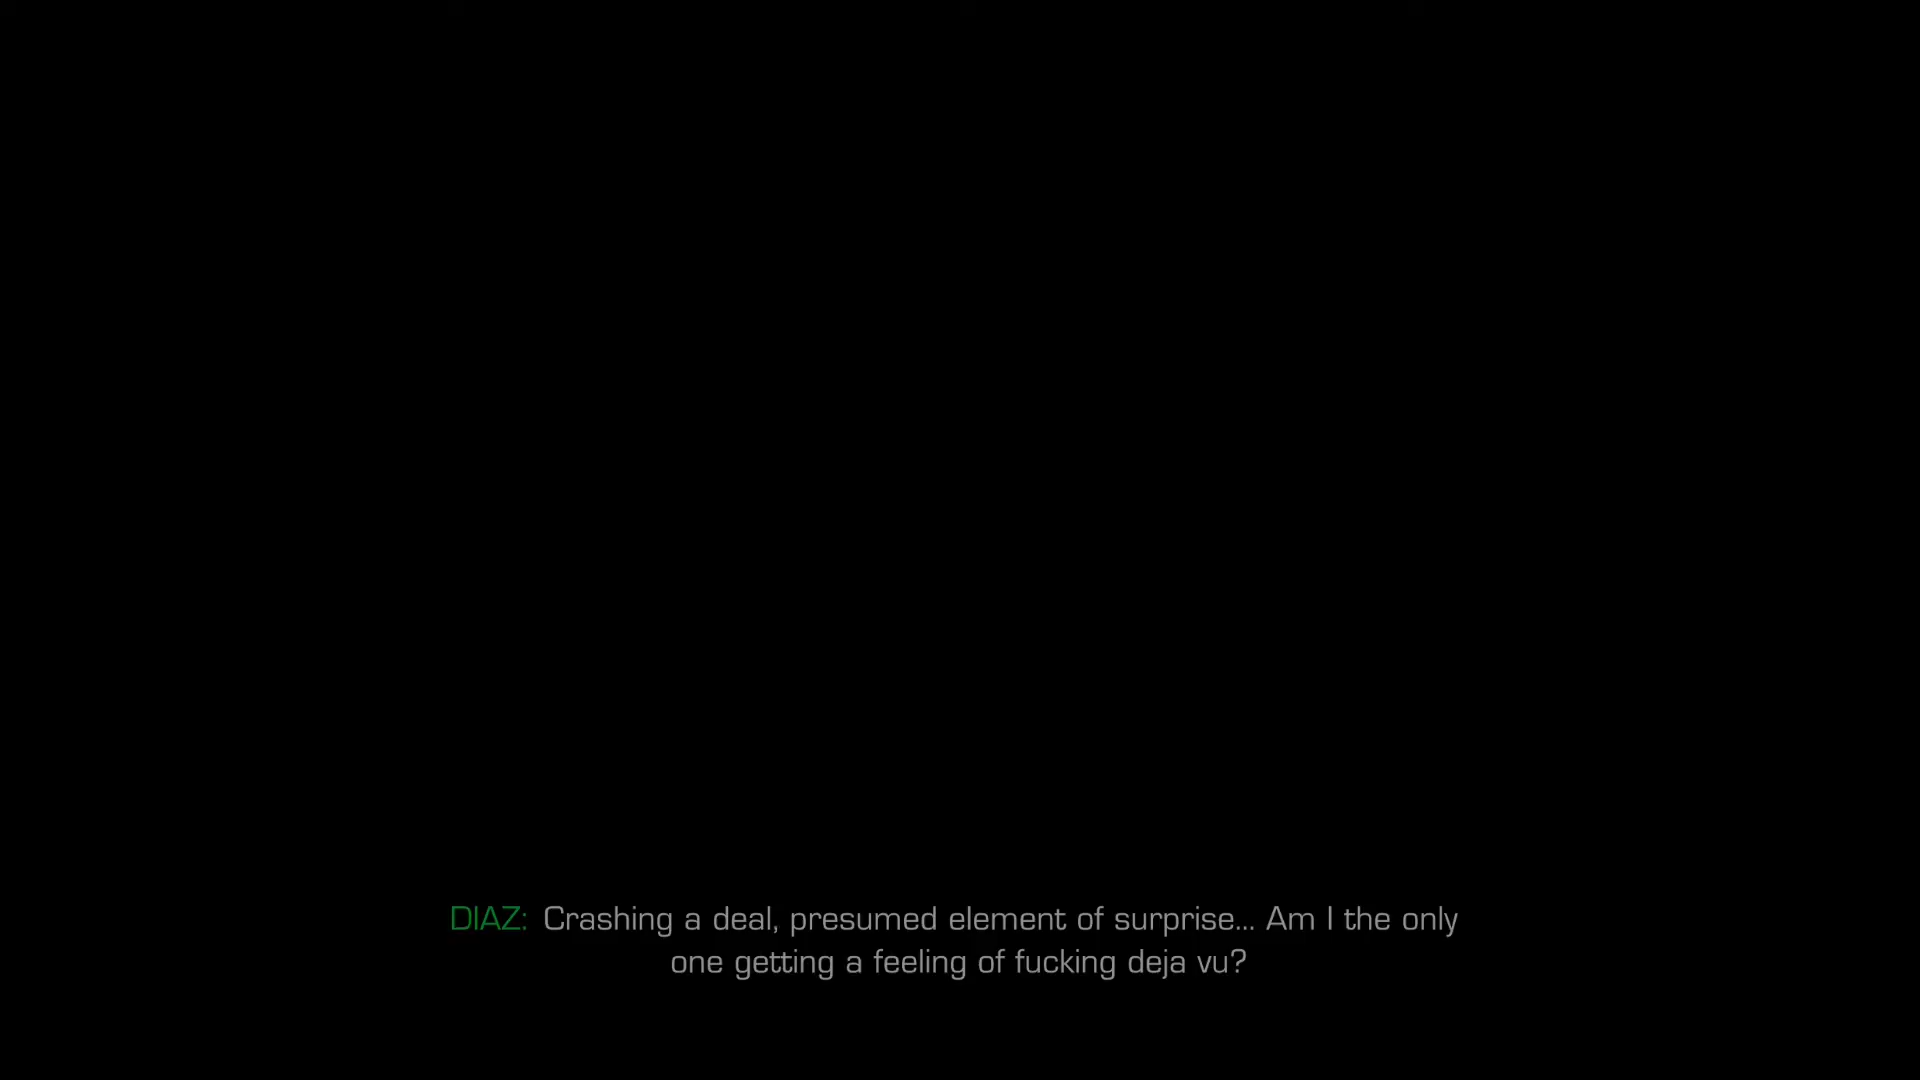 DIAZ: Crashing a deal, presumed element of surprise... Am I the only
one getting a feeling of fucking deja vu?